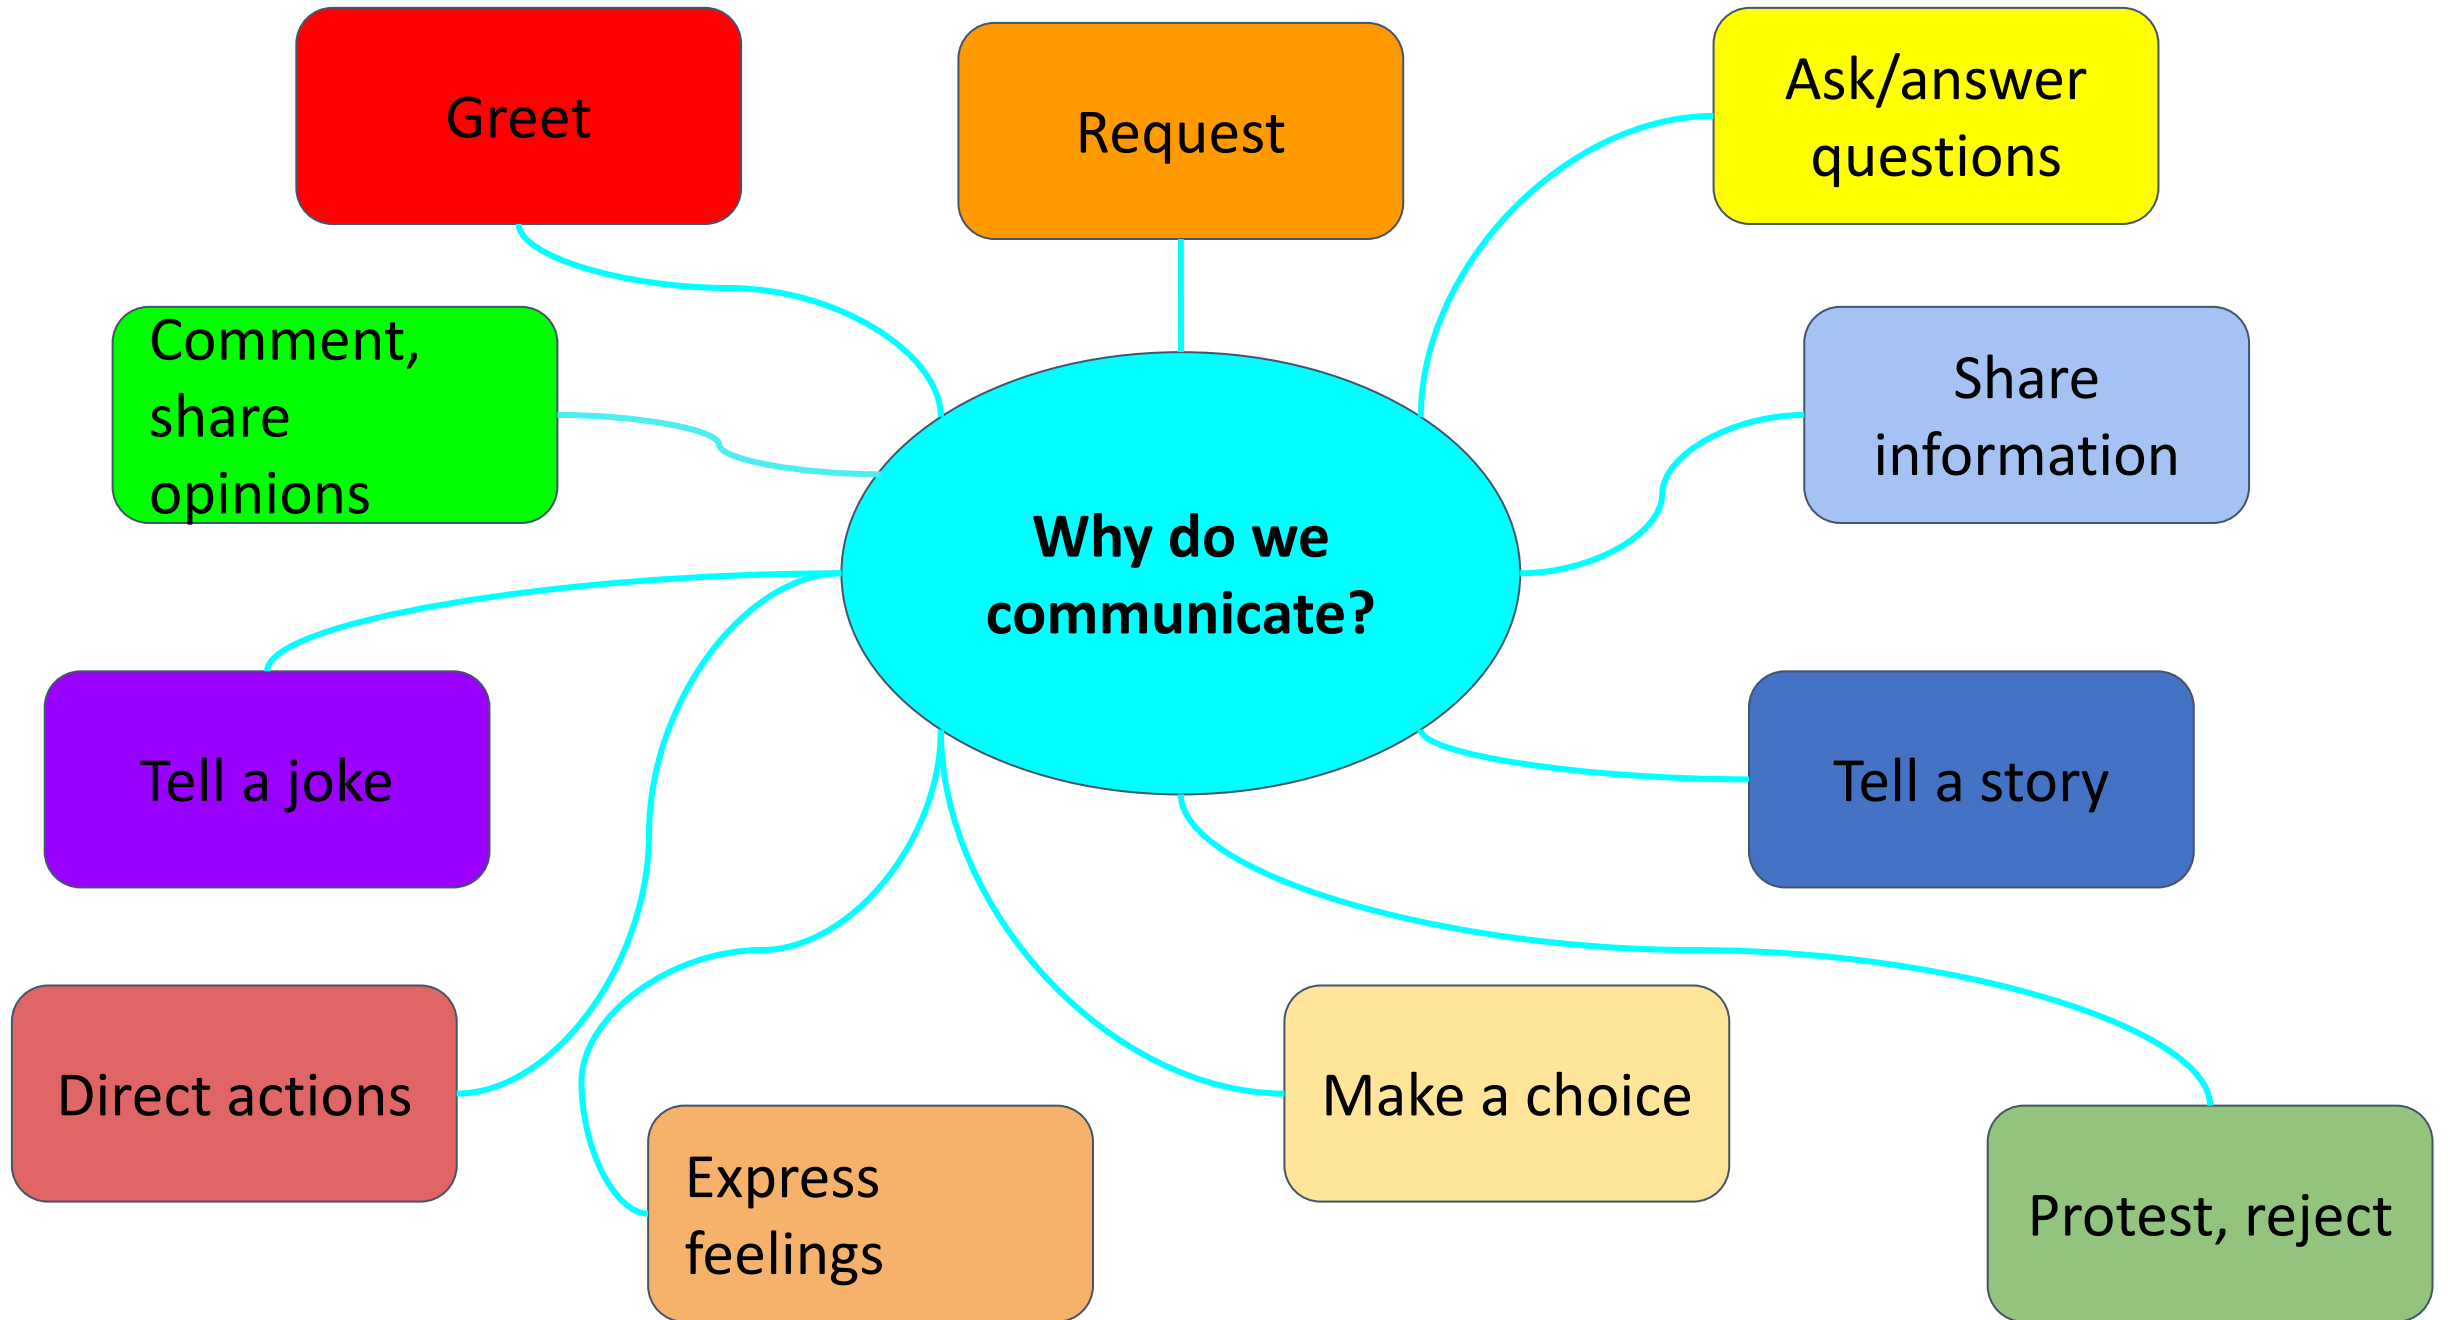 Greet
Request
Ask/answer
questions
Comment,
share
opinions
Share
information
Why do we
communicate?
Tell a joke
Tell a story
Direct actions
Express
feelings
Make a choice
Protest, reject